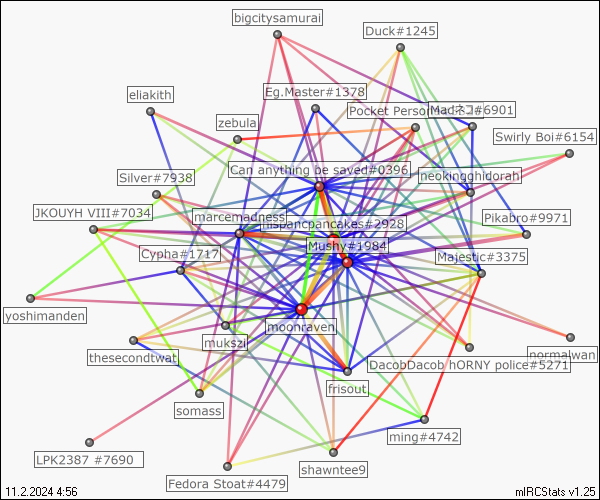 bigcitysamurai
Duck#1245
eliakith
Eg.Master#1378
Pocket Person
Madネコ#6901
zebula
Swirly Boi#6154
Can anything be saved#0396
Silver#7938
neokingghidorah
JKOUYH VIII#7034
marcemadness
hispancpancakes#2928
Pikabro#9971
Mushy#1984
Cypha#1717
Majestic#3375
yoshimanden
moonraven
mukszi
thesecondtwat
normalwan
DacobDacob hORNY police#5271
frisout
somass
ming#4742
LPK2387 #7690
shawntee9
Fedora Stoat#4479
11.2.2024 4:56
mIRCStats v1.25